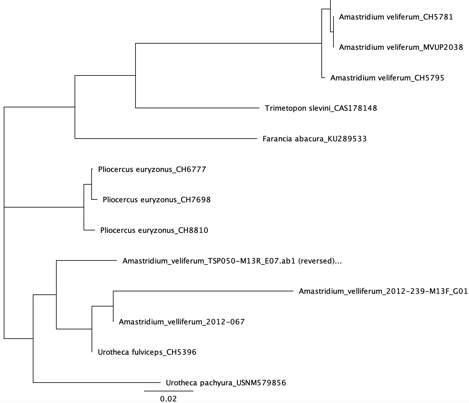 Amastridium veliferum_CH5781
Amastridium veliferum_MVUP2038
Amastridium veliferum_CH5795
Trimetopon slevini_CAS178148
Farancia abacura_KU289533
Pliocercus euryzonus_CH6777
Pliocercus euryzonus_CH7698
Pliocercus euryzonus_CH8810
Amastridium_veliferum_TSP050-M13R_E07.ab1 (reversed)...
Amastridium_velliferum_2012-239-M13F_G01
Amastridium_velliferum_2012-067
Urotheca fulviceps_CH5396
Urotheca pachyura_USNM579856
0.02